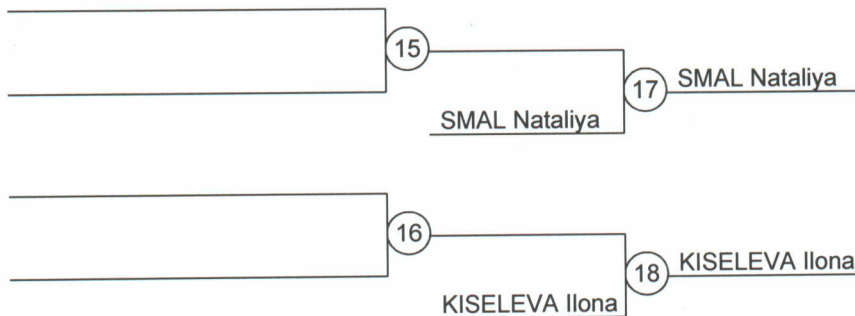 15
17
SMAL Nataliya
SMAL Nataliya
16
18
KISELEVA Ilona
KISELEVA Ilona